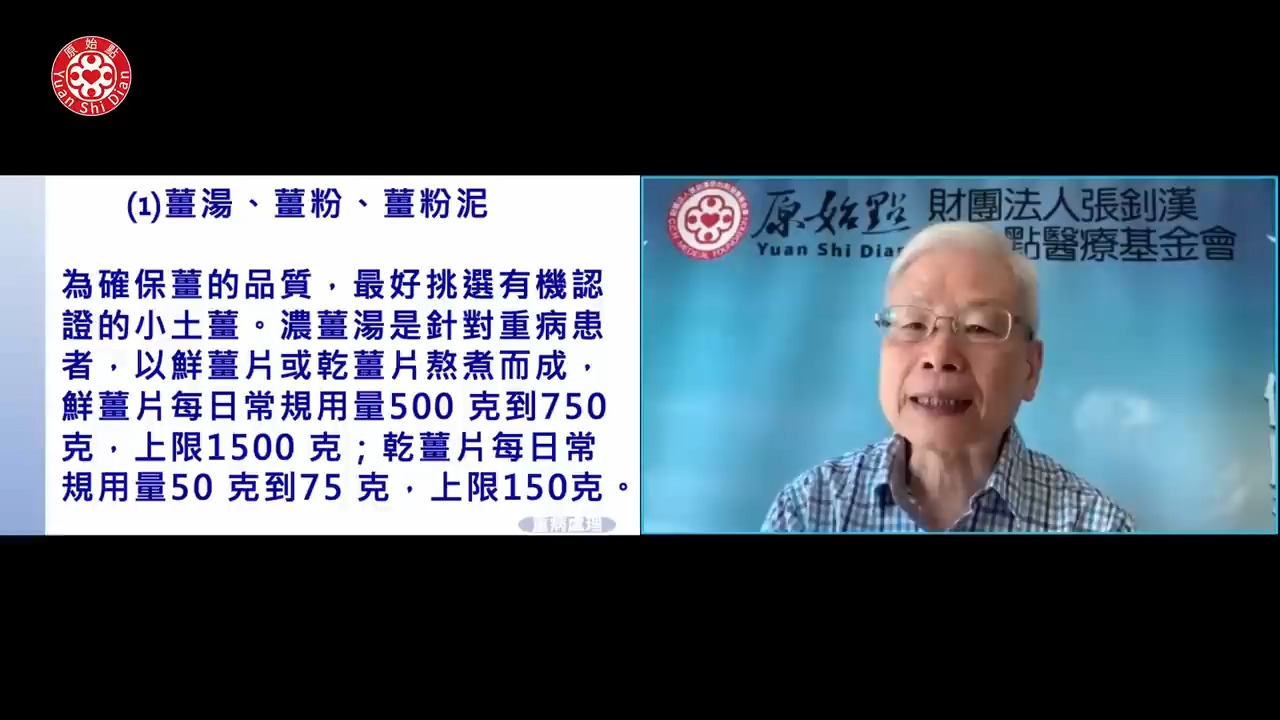 原始點
Yuan Shi Dian
(1)薑湯、薑粉、薑粉泥
為確保薑的品質，最好挑選有機認
證的小土薑。濃薑湯是針對重病患
者，以鮮薑片或乾薑片熬煮而成，
鮮薑片每日常規用量500 克到750
克，上限1500 克；乾薑片每日常
規用量50 克到75 克，上限150克。
重病處理
原始點
Yuan Shi Dia
財團法人張釗漢
點醫療基金會